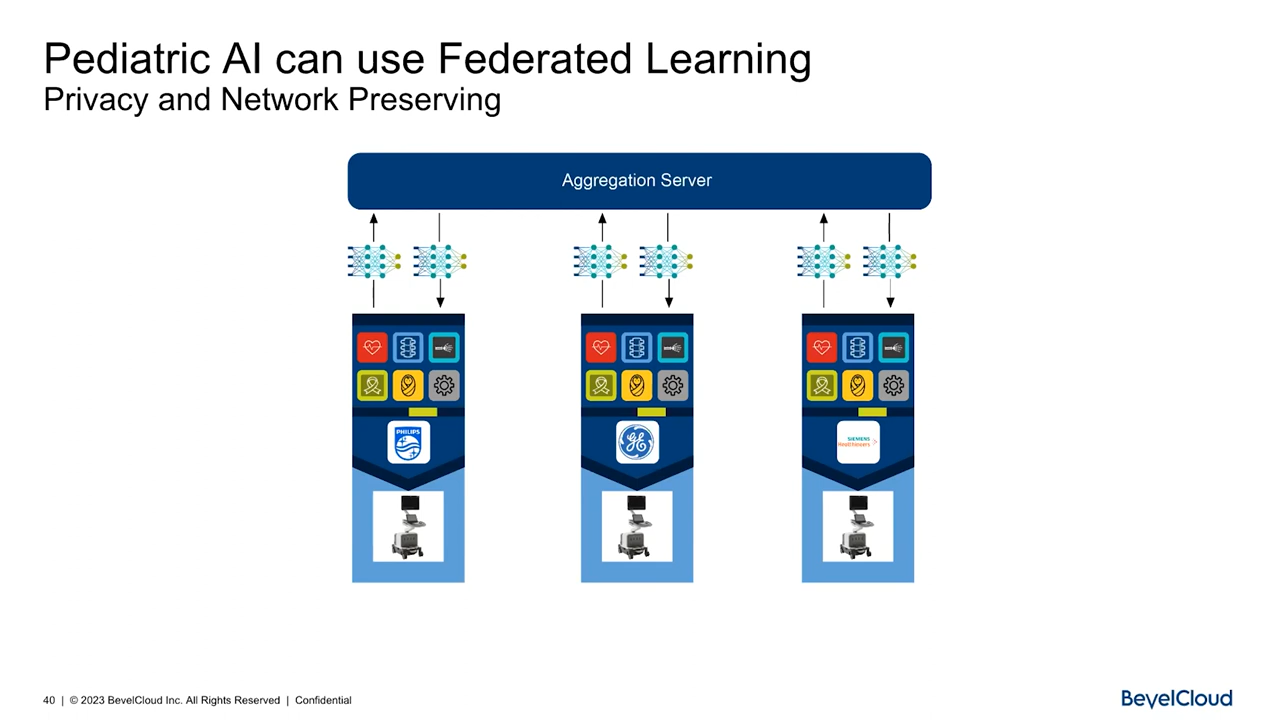 Pediatric AI can use Federated Learning
Privacy and Network Preserving
Aggregation Server
PHILIPS
GE
SIEMENS
Healthineers
40 | © 2023 BevelCloud Inc. All Rights Reserved | Confidential
BevelCloud